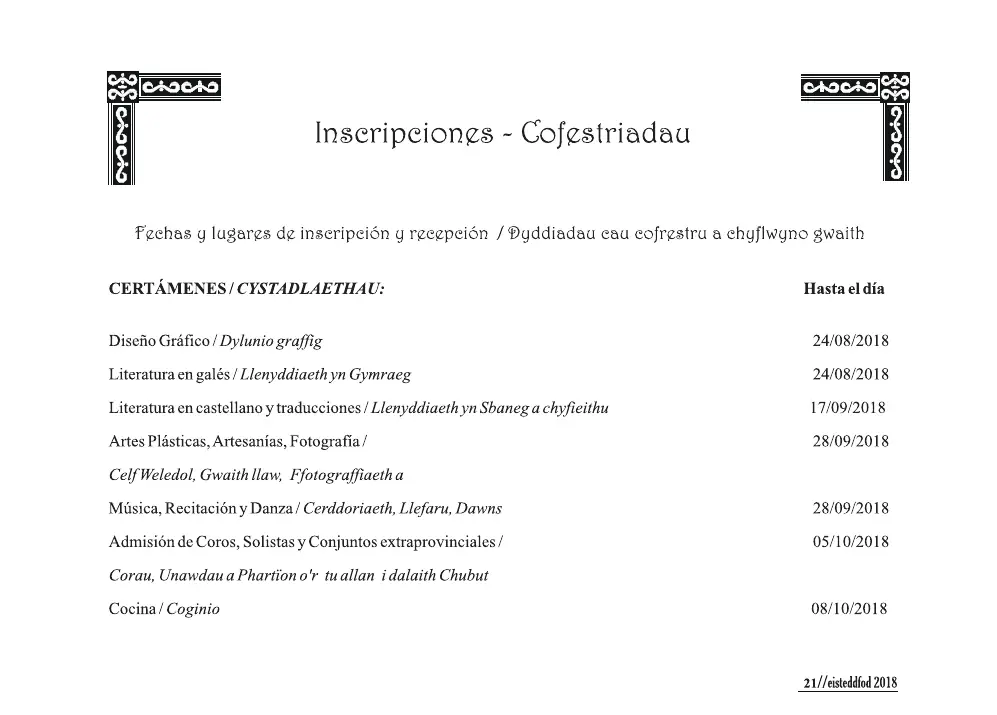 Inscripciones - Cofestriadau
Fechas y lugares de inscripción y recepción / Dyddiadau cau cofrestru a chyflwyno gwaith
CERTÁMENES / CYSTADLAETHAU: Hasta el día
Diseño Gráfico / Dylunio graffig 24/08/2018
Literatura en galés / Llenyddiaeth yn Gymraeg 24/08/2018
Literatura en castellano y traducciones / Llenyddiaeth yn Sbaneg a chyfieithu 17/09/2018
Artes Plásticas, Artesanías, Fotografía / 28/09/2018
Celf Weledol, Gwaith llaw, Ffotograffiaeth a
Música, Recitación y Danza / Cerddoriaeth, Llefaru, Dawns 28/09/2018
Admisión de Coros, Solistas y Conjuntos extraprovinciales / 05/10/2018
Corau, Unawdau a Phartïon o'r tu allan i dalaith Chubut
Cocina / Coginio 08/10/2018
21//eisteddfod 2018